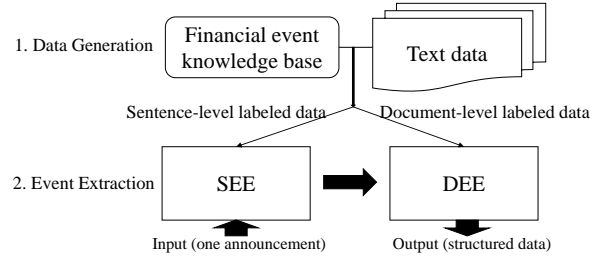 1. Data Generation
Financial event
knowledge base
Text data
Sentence-level labeled data
Document-level labeled data
2. Event Extraction
SEE
DEE
Input (one announcement)
Output (structured data)